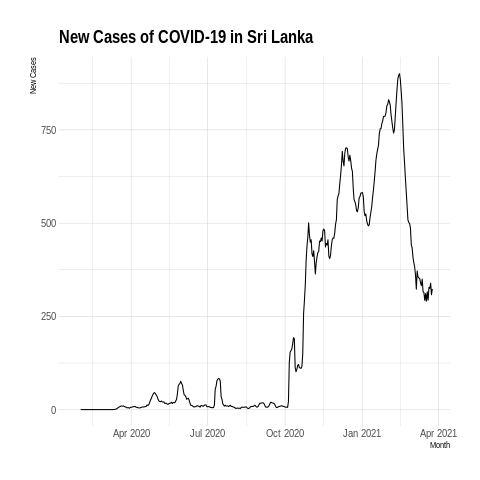 New Cases of COVID-19 in Sri Lanka
New Cases
750
500
250
0
Apr 2020 Jul 2020 Oct 2020 Jan 2021 Apr 2021
Month